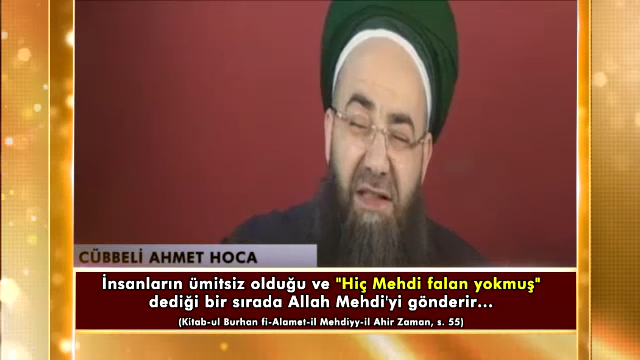 CÜBBELİ AHMET HOCA
İnsanların ümitsiz olduğu ve "Hiç Mehdi falan yokmuş"
dediği bir sırada Allah Mehdi'yi gönderir...
(Kitab-ul Burhan fi-Alamet-il Mehdiyy-il Ahir Zaman, s. 55)